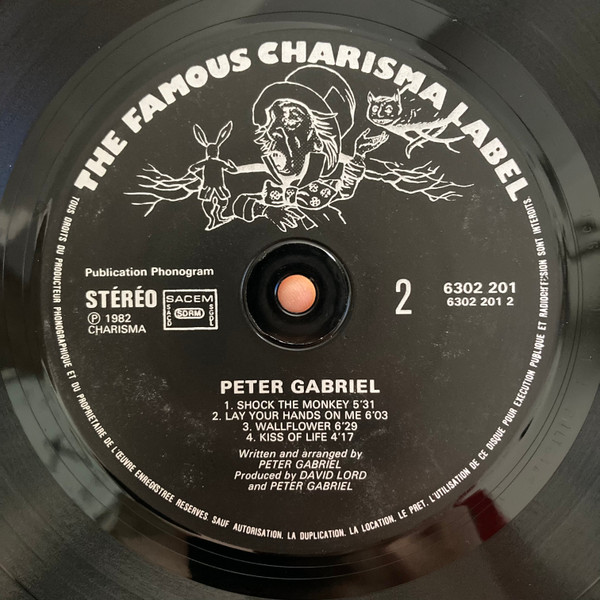 THE FAMOUS CHARISMA LABEL
TOUS DROITS DU PRODUCTEUR PHONOGRAPHIQUE ET DU PROPRIETAIRE DE L'ŒUVRE ENREGISTREE RESERVES. SAUF AUTORISATION, LA DUPLICATION, LA LOCATION, LE PRET, L'UTILISATION DE CE DISQUE POUR EXECUTION PUBLIQUE ET RADIODIFFUSION SONT INTERDITS
Publication Phonogram
STÉRÉO
Ⓟ 1982
CHARISMA
SACEM
SACD SDRM SGDL
2
6302 201
6302 201 2
PETER GABRIEL
1. SHOCK THE MONKEY 5'31
2. LAY YOUR HANDS ON ME 6'03
3. WALLFLOWER 6'29
4. KISS OF LIFE 4'17
Written and arranged by
PETER GABRIEL
Produced by DAVID LORD
and PETER GABRIEL